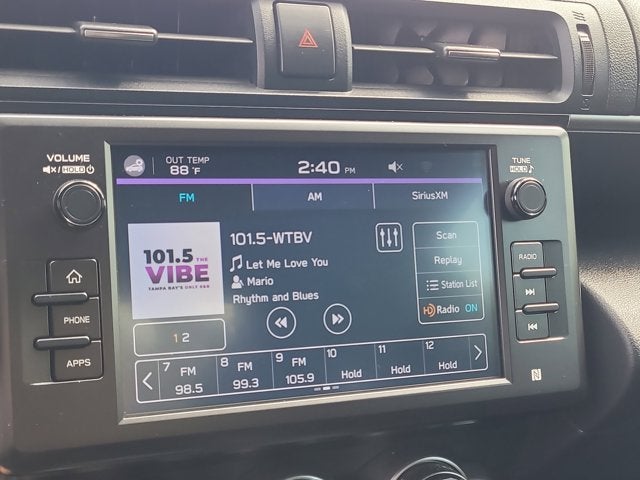 VOLUME
HOLD
OUT TEMP
88 °F
2:40 PM
TUNE
HOLD
FM AM SiriusXM
101.5 THE
VIBE
TAMPA BAY'S ONLY R&B
101.5-WTBV
Let Me Love You
Mario
Rhythm and Blues
Scan
Replay
Station List
HD Radio ON
1 2
7 FM 98.5
8 FM 99.3
9 FM 105.9
10 Hold
11 Hold
12 Hold
PHONE
APPS
RADIO
N